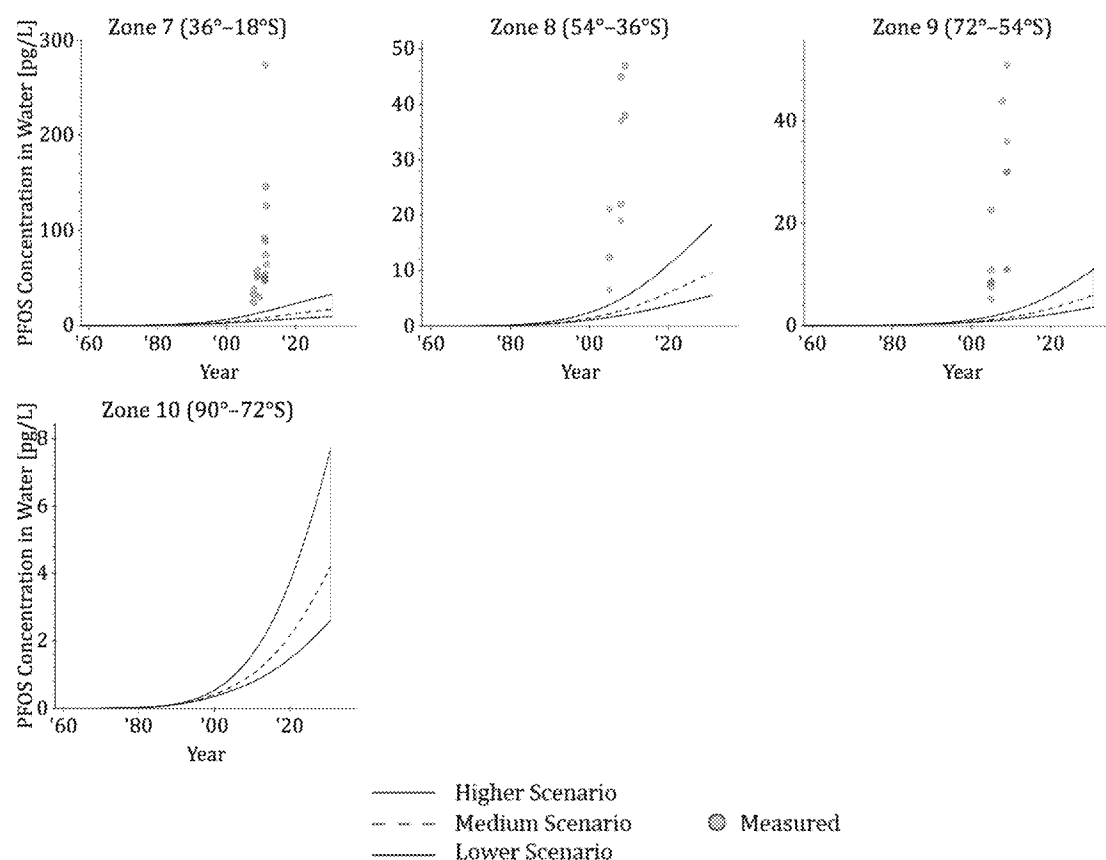 Zone 7 (36°–18°S)
Zone 8 (54°–36°S)
Zone 9 (72°–54°S)
PFOS Concentration in Water [pg/L]
300
200
100
0
'60 '80 '00 '20
Year
50
40
30
20
10
0
'60 '80 '00 '20
Year
40
20
0
'60 '80 '00 '20
Year
Zone 10 (90°–72°S)
PFOS Concentration in Water [pg/L]
8
6
4
2
0
'60 '80 '00 '20
Year
Higher Scenario
Medium Scenario
Lower Scenario
Measured